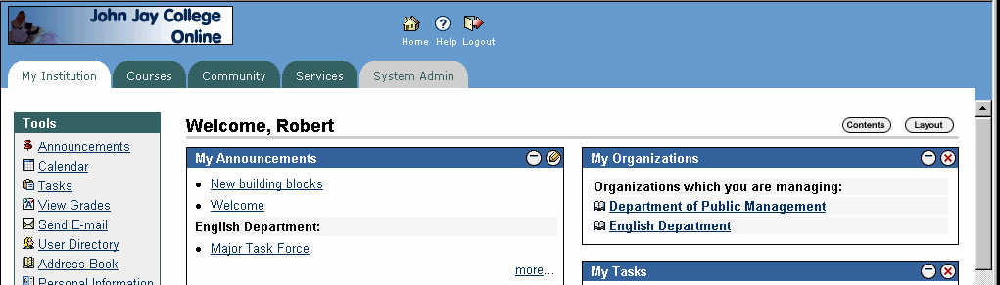 John Jay College
Online
Home Help Logout
My Institution Courses Community Services System Admin
Tools
Announcements
Calendar
Tasks
View Grades
Send E-mail
User Directory
Address Book
Personal Information
Welcome, Robert
Contents Layout
My Announcements
New building blocks
Welcome
English Department:
Major Task Force
more...
My Organizations
Organizations which you are managing:
Department of Public Management
English Department
My Tasks